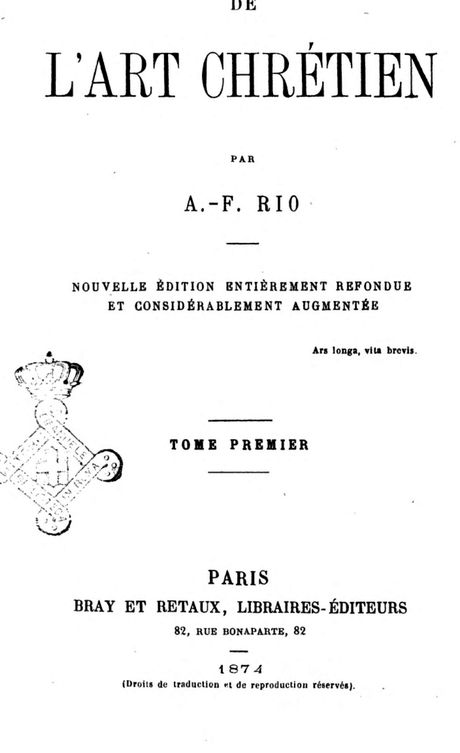 DE
L'ART CHRÉTIEN
PAR
A.-F. RIO
NOUVELLE ÉDITION ENTIÈREMENT REFONDUE
ET CONSIDÉRABLEMENT AUGMENTÉE
Ars longa, vita brevis.
TOME PREMIER
PARIS
BRAY ET RETAUX, LIBRAIRES-ÉDITEURS
82, RUE BONAPARTE, 82
1874
(Droits de traduction et de reproduction réservés).